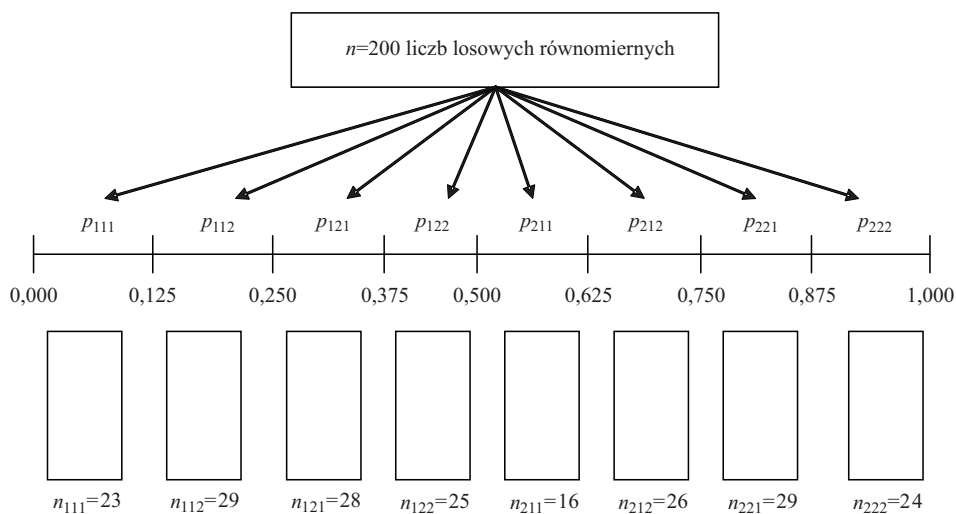 n=200 liczb losowych równomiernych
p₁₁₁ p₁₁₂ p₁₂₁ p₁₂₂ p₂₁₁ p₂₁₂ p₂₂₁ p₂₂₂
0,000 0,125 0,250 0,375 0,500 0,625 0,750 0,875 1,000
n₁₁₁=23 n₁₁₂=29 n₁₂₁=28 n₁₂₂=25 n₂₁₁=16 n₂₁₂=26 n₂₂₁=29 n₂₂₂=24